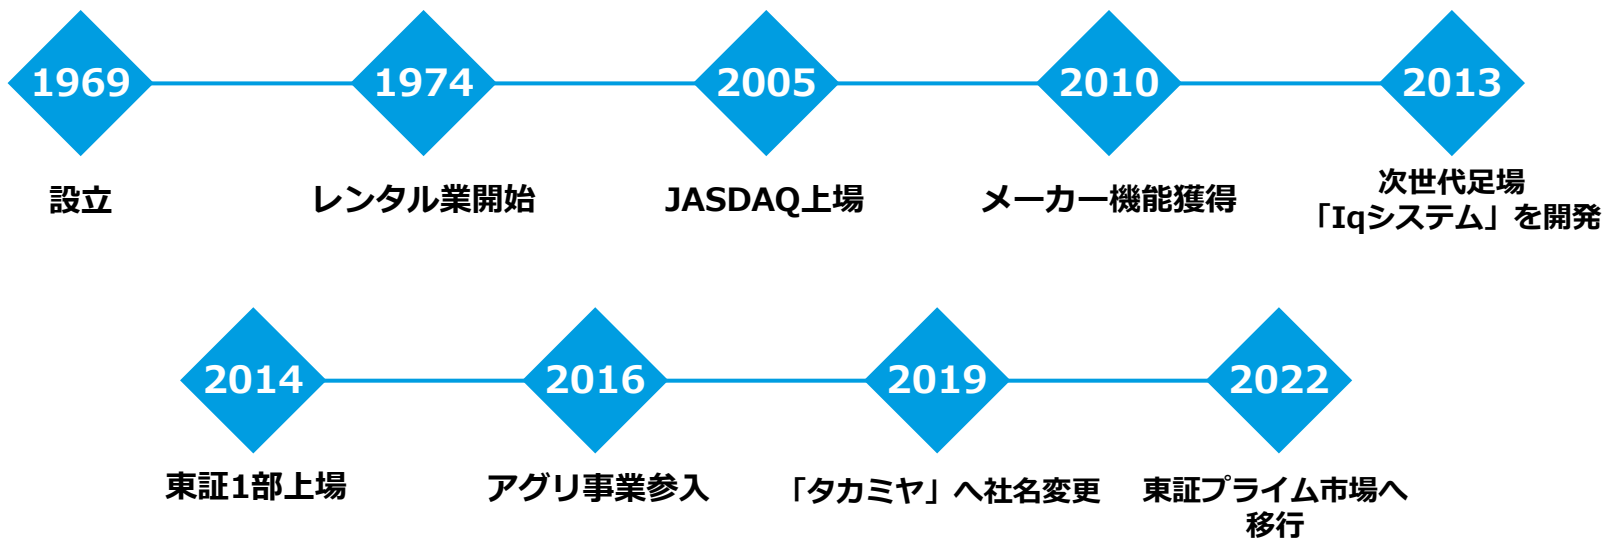 1969
1974
2005
2010
2013
設立
レンタル業開始
JASDAQ上場
メーカー機能獲得
次世代足場
「Iqシステム」を開発
2014
2016
2019
2022
東証1部上場
アグリ事業参入
「タカミヤ」へ社名変更
東証プライム市場へ
移行